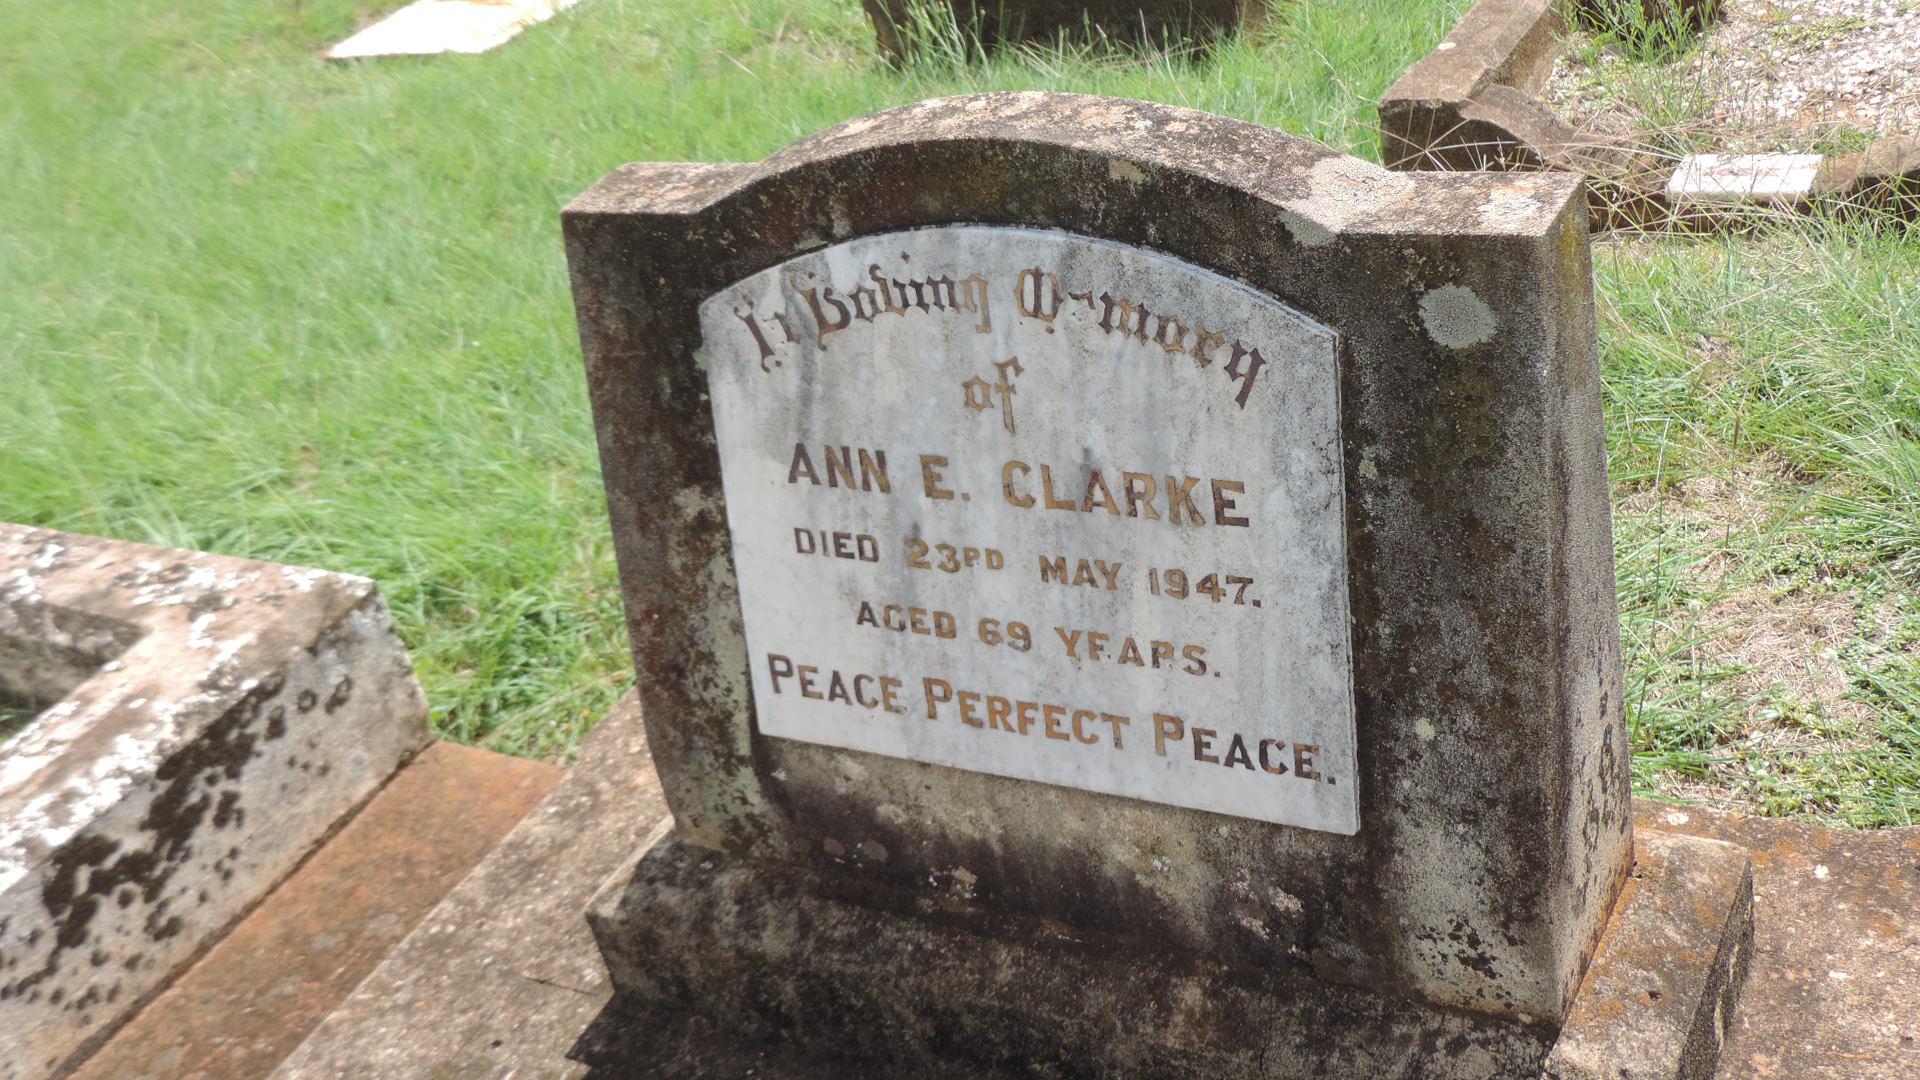 In Loving Memory
of
ANN E. CLARKE
DIED 23RD MAY 1947.
AGED 69 YEARS.
PEACE PERFECT PEACE.